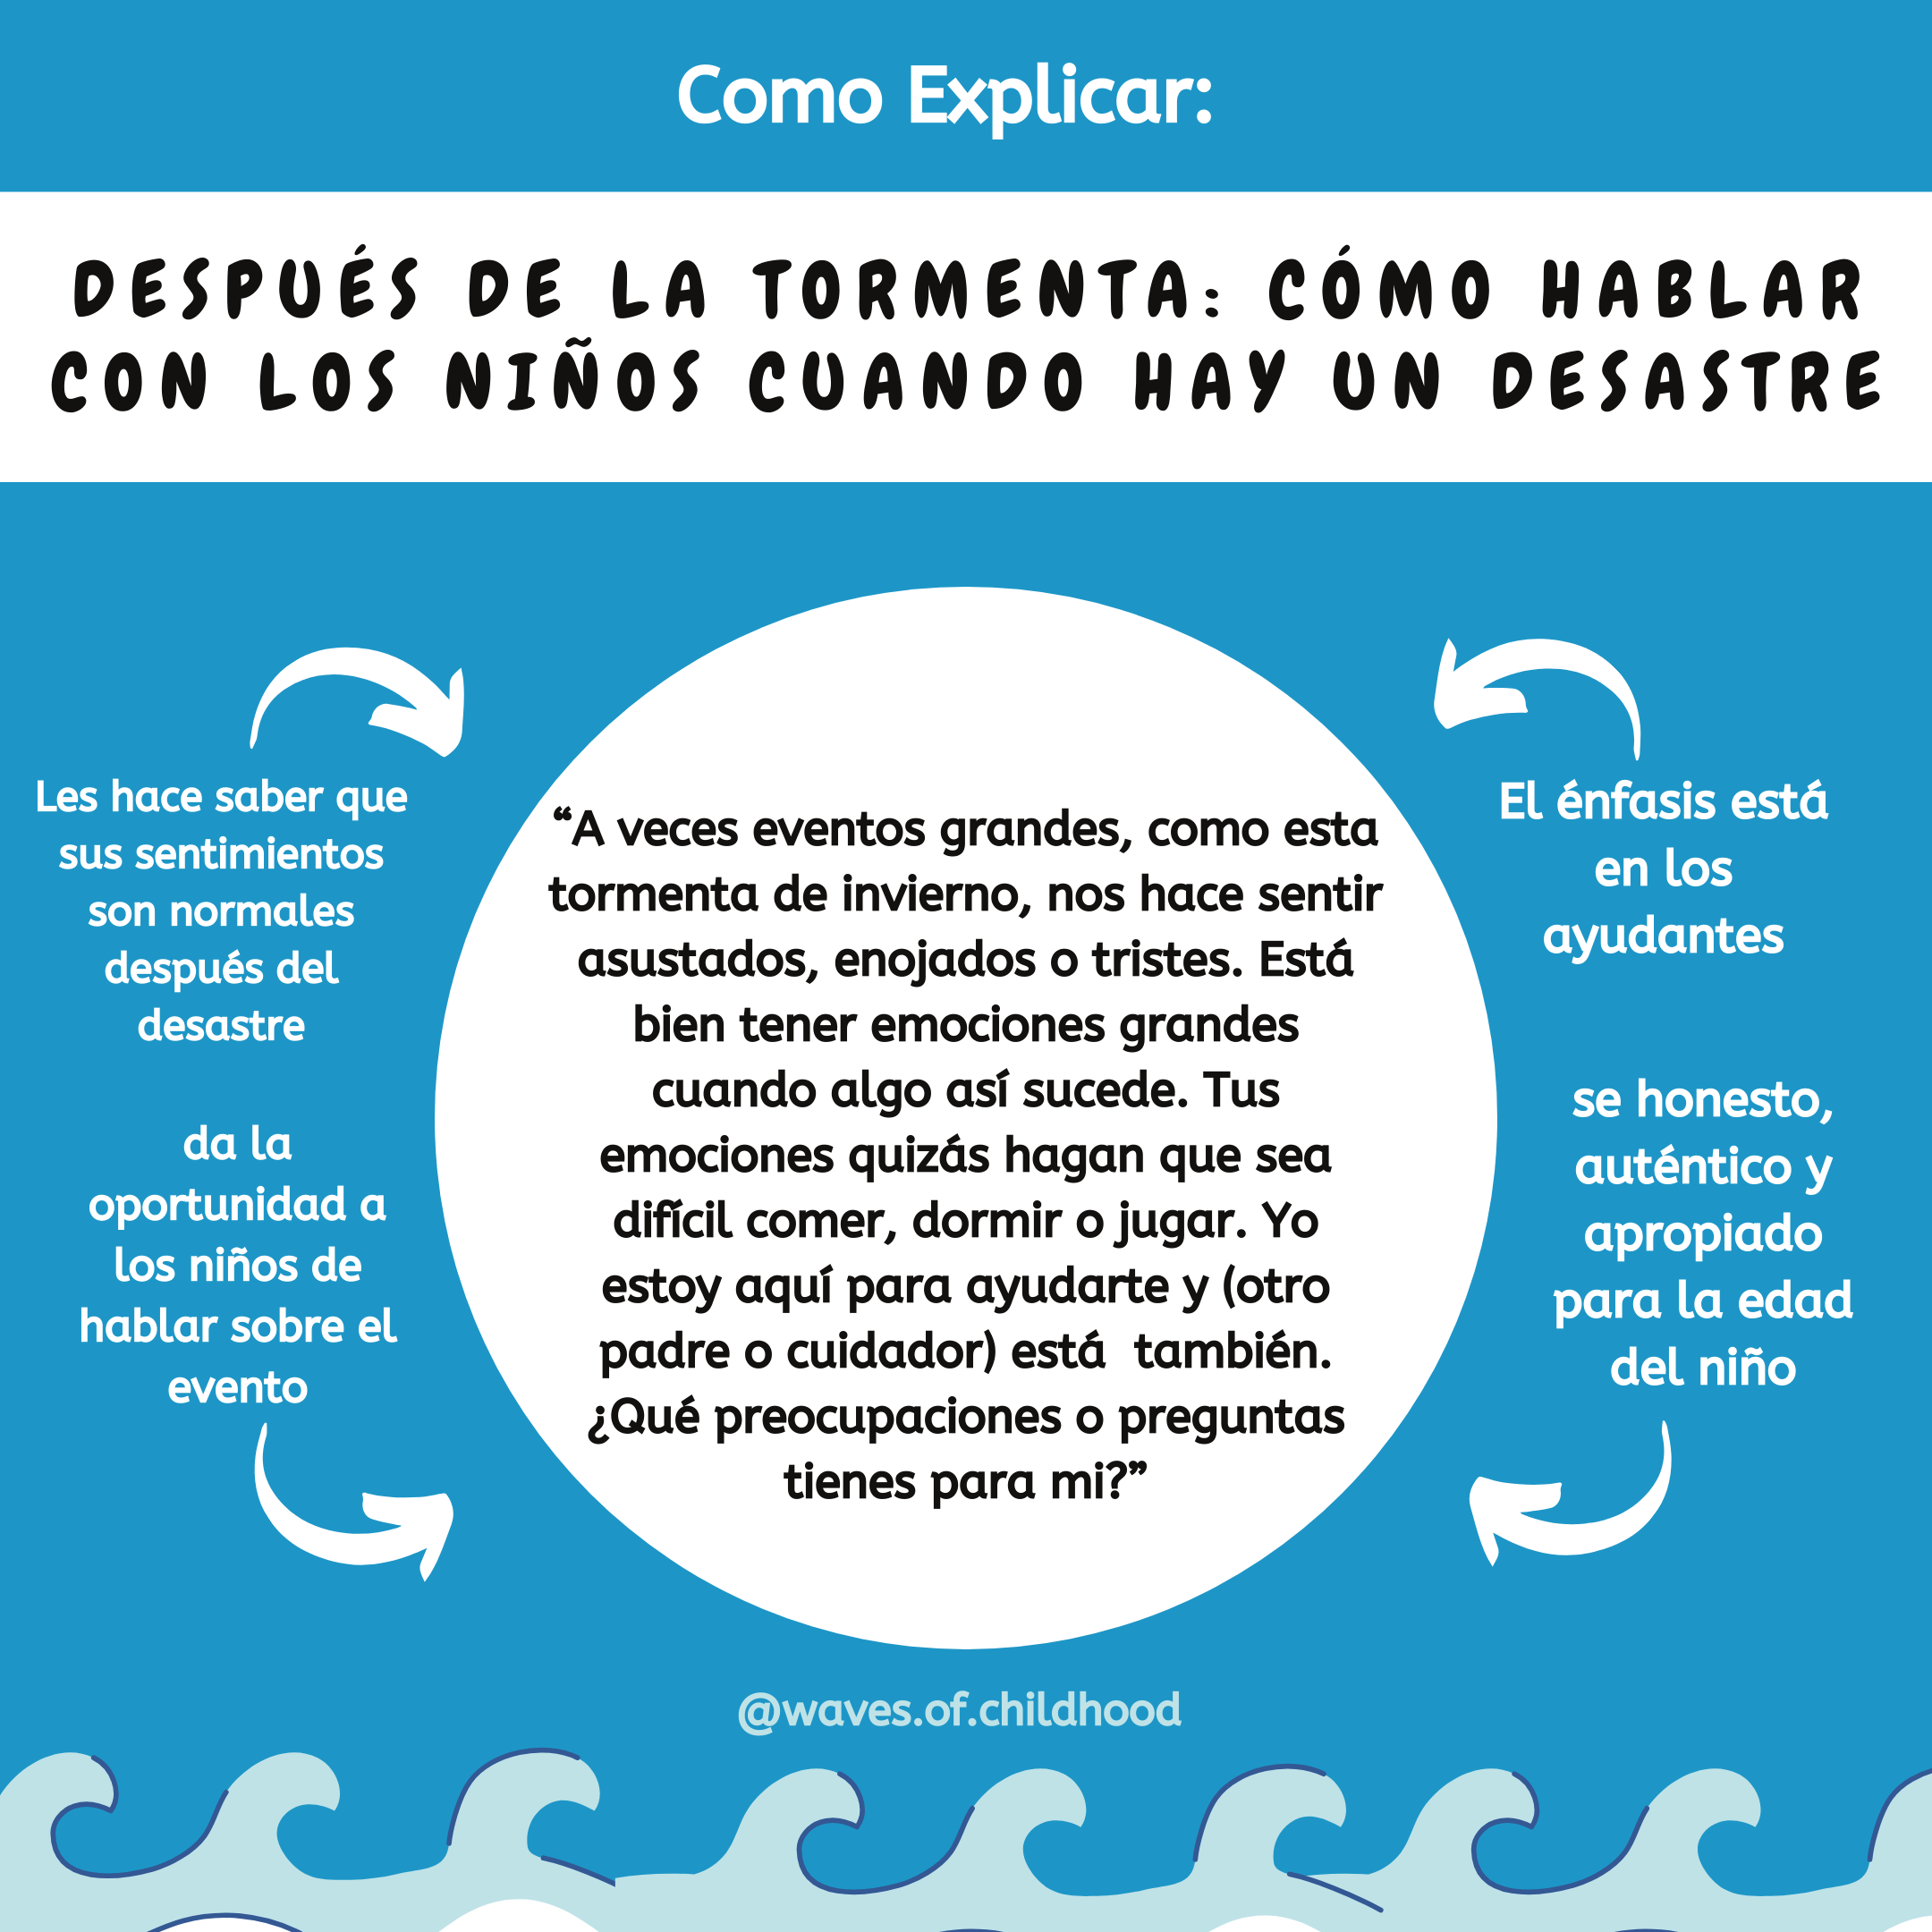 Como Explicar:
DESPUÉS DE LA TORMENTA: CÓMO HABLAR
CON LOS NIÑOS CUANDO HAY UN DESASTRE
Les hace saber que
sus sentimientos
son normales
después del
desastre
da la
oportunidad a
los niños de
hablar sobre el
evento
“A veces eventos grandes, como esta
tormenta de invierno, nos hace sentir
asustados, enojados o tristes. Está
bien tener emociones grandes
cuando algo así sucede. Tus
emociones quizás hagan que sea
difícil comer, dormir o jugar. Yo
estoy aquí para ayudarte y (otro
padre o cuidador) está  también.
¿Qué preocupaciones o preguntas
tienes para mi?”
El énfasis está
en los
ayudantes
se honesto,
auténtico y
apropiado
para la edad
del niño
@waves.of.childhood